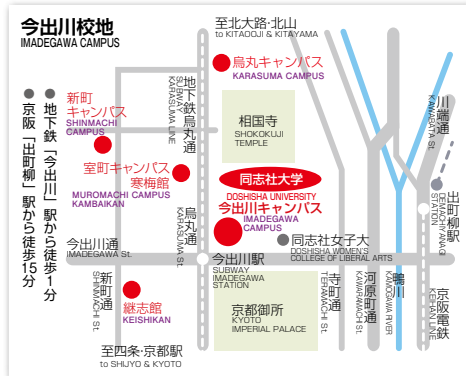 今出川校地
IMADEGAWA CAMPUS
至北大路・北山
to KITAOOJI & KITAYAMA
烏丸キャンパス
KARASUMA CAMPUS
地下鉄烏丸通
SUBWAY
KARASUMA LINE
相国寺
SHOKOKUJI
TEMPLE
川端通
KAWABATA St.
新町
キャンパス
SHINMACHI
CAMPUS
室町キャンパス
寒梅館
MUROMACHI CAMPUS
KAMBAIKAN
同志社大学
DOSHISHA UNIVERSITY
今出川キャンパス
IMADEGAWA
CAMPUS
出町柳駅
DEMACHIYANAGI
STATION
●地下鉄「今出川」駅から徒歩1分
●京阪「出町柳」駅から徒歩15分
烏丸通
KARASUMA St.
同志社女子大
DOSHISHA WOMEN'S
COLLEGE OF LIBERAL ARTS
今出川通
IMADEGAWA St.
今出川駅
SUBWAY
IMADEGAWA
STATION
新町通
SHINMACHI St.
継志館
KEISHIKAN
京都御所
KYOTO
IMPERIAL PALACE
寺町通
TERAMACHI St.
河原町通
KAWARAMACHI St.
鴨川
KAMOGAWA RIVER
京阪電鉄
KEIHAN LINE
至四条・京都駅
to SHIJYO & KYOTO